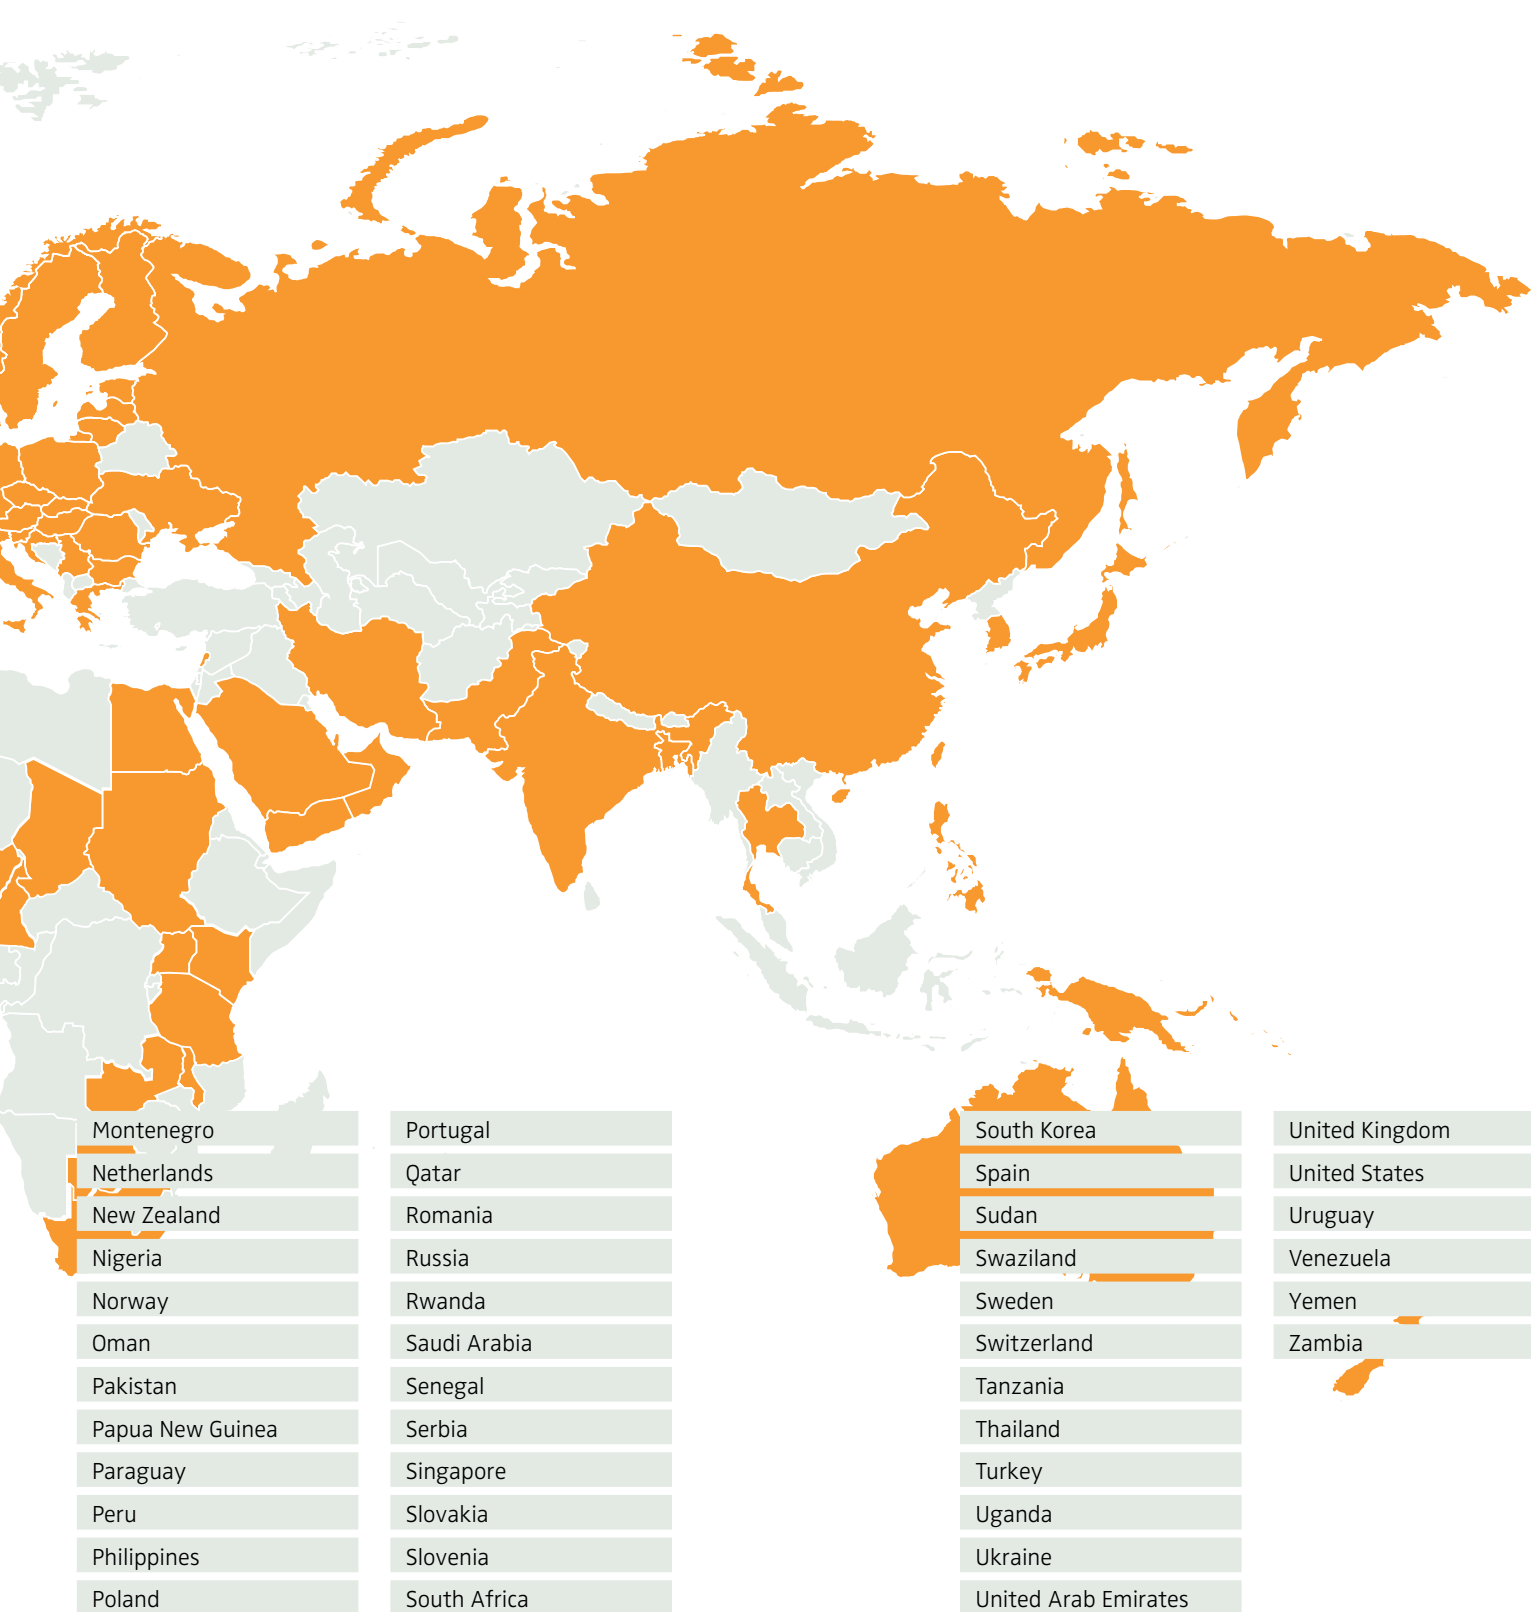 Montenegro
Netherlands
New Zealand
Nigeria
Norway
Oman
Pakistan
Papua New Guinea
Paraguay
Peru
Philippines
Poland
Portugal
Qatar
Romania
Russia
Rwanda
Saudi Arabia
Senegal
Serbia
Singapore
Slovakia
Slovenia
South Africa
South Korea
Spain
Sudan
Swaziland
Sweden
Switzerland
Tanzania
Thailand
Turkey
Uganda
Ukraine
United Arab Emirates
United Kingdom
United States
Uruguay
Venezuela
Yemen
Zambia